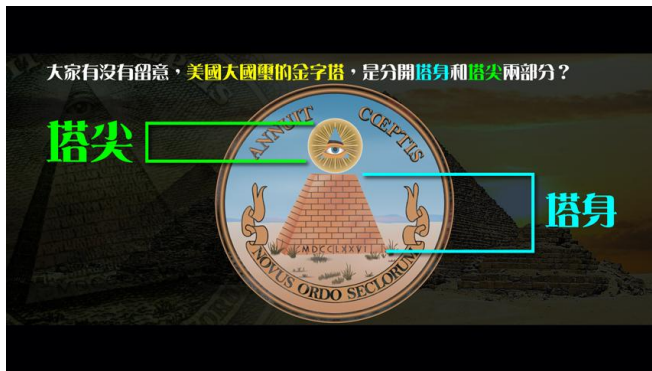 大家有沒有留意,美國大國璽的金字塔,是分開塔身和塔尖兩部分?
塔尖
ANNUIT CŒPTIS
塔身
MDCCLXXVI
NOVUS ORDO SECLORUM